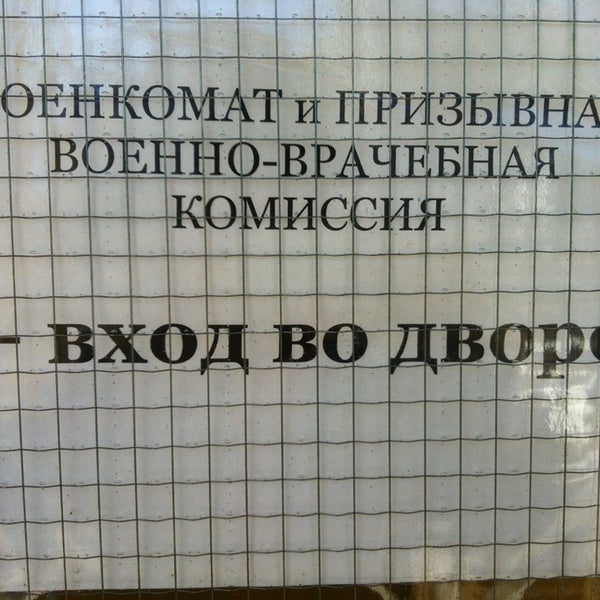 ОЕНКОМАТ и ПРИЗЫВНА
ВОЕННО-ВРАЧЕБНАЯ
КОМИССИЯ
- ВХОД ВО ДВОР